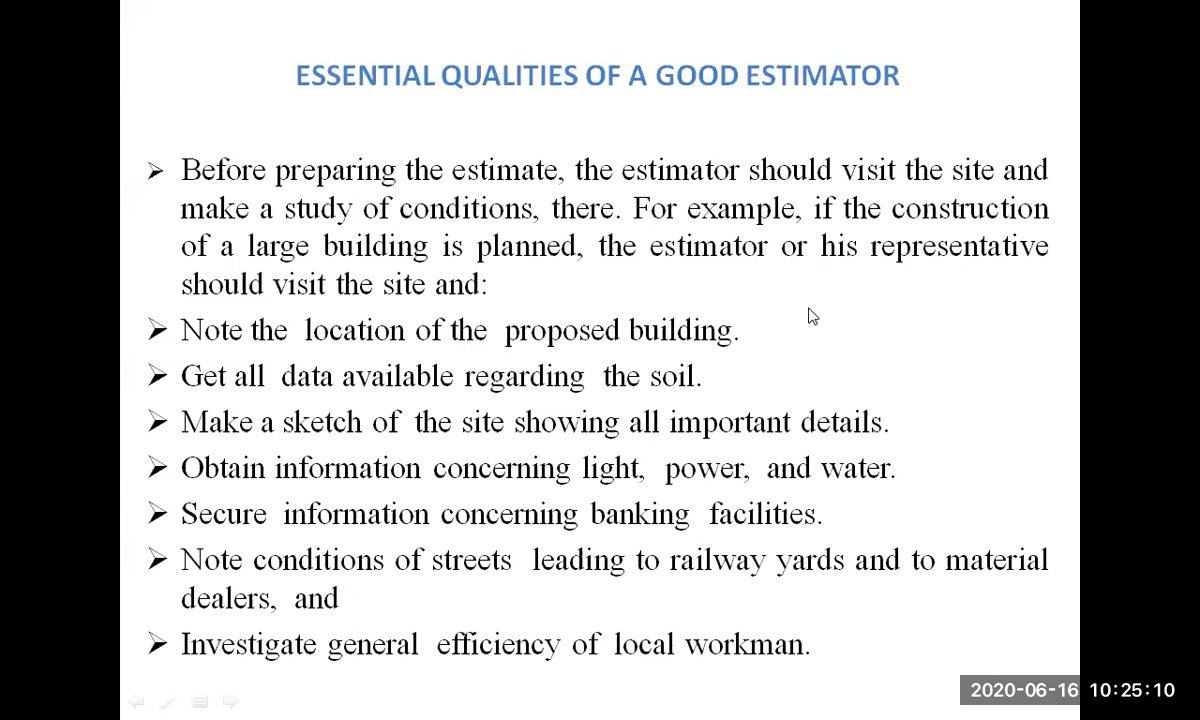 ESSENTIAL QUALITIES OF A GOOD ESTIMATOR
➢ Before preparing the estimate, the estimator should visit the site and
make a study of conditions, there. For example, if the construction
of a large building is planned, the estimator or his representative
should visit the site and:
➢ Note the location of the proposed building.
➢ Get all data available regarding the soil.
➢ Make a sketch of the site showing all important details.
➢ Obtain information concerning light, power, and water.
➢ Secure information concerning banking facilities.
➢ Note conditions of streets leading to railway yards and to material
dealers, and
➢ Investigate general efficiency of local workman.
2020-06-16 10:25:10